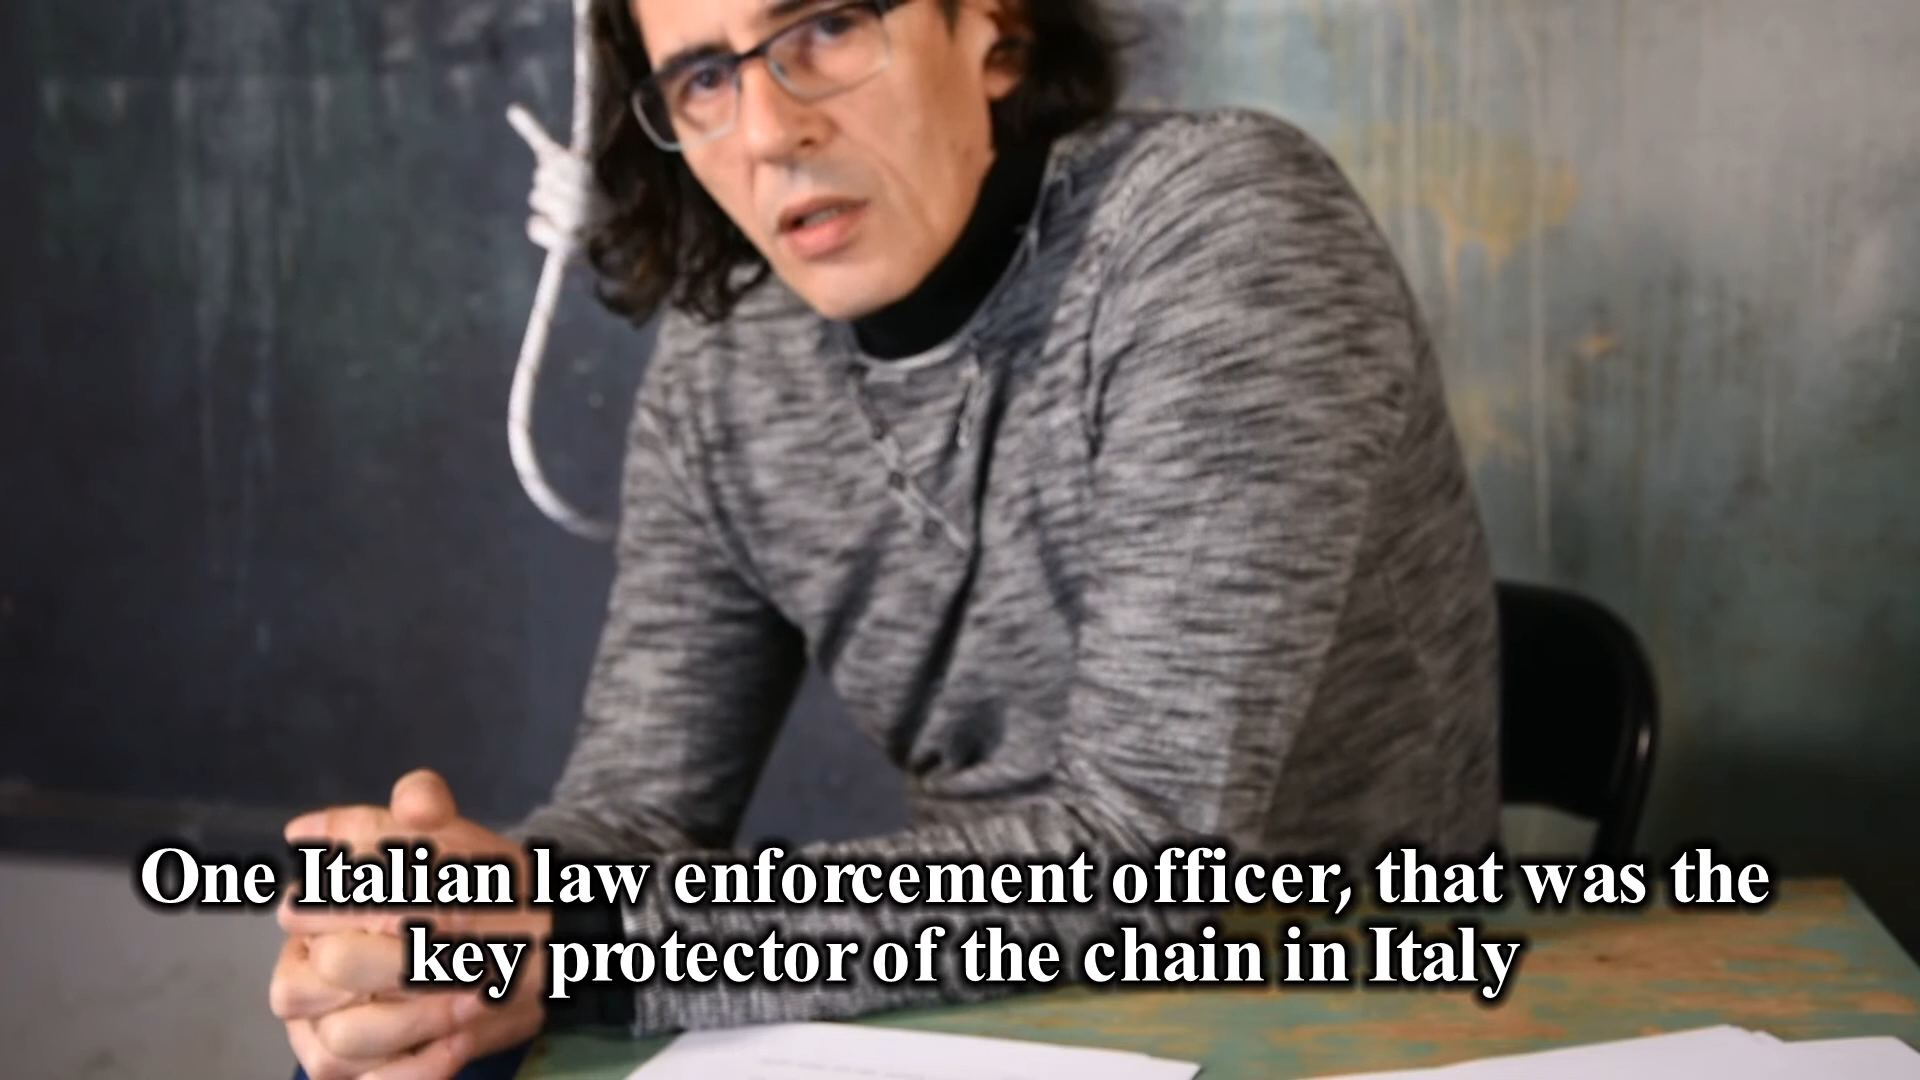 One Italian law enforcement officer, that was the
key protector of the chain in Italy